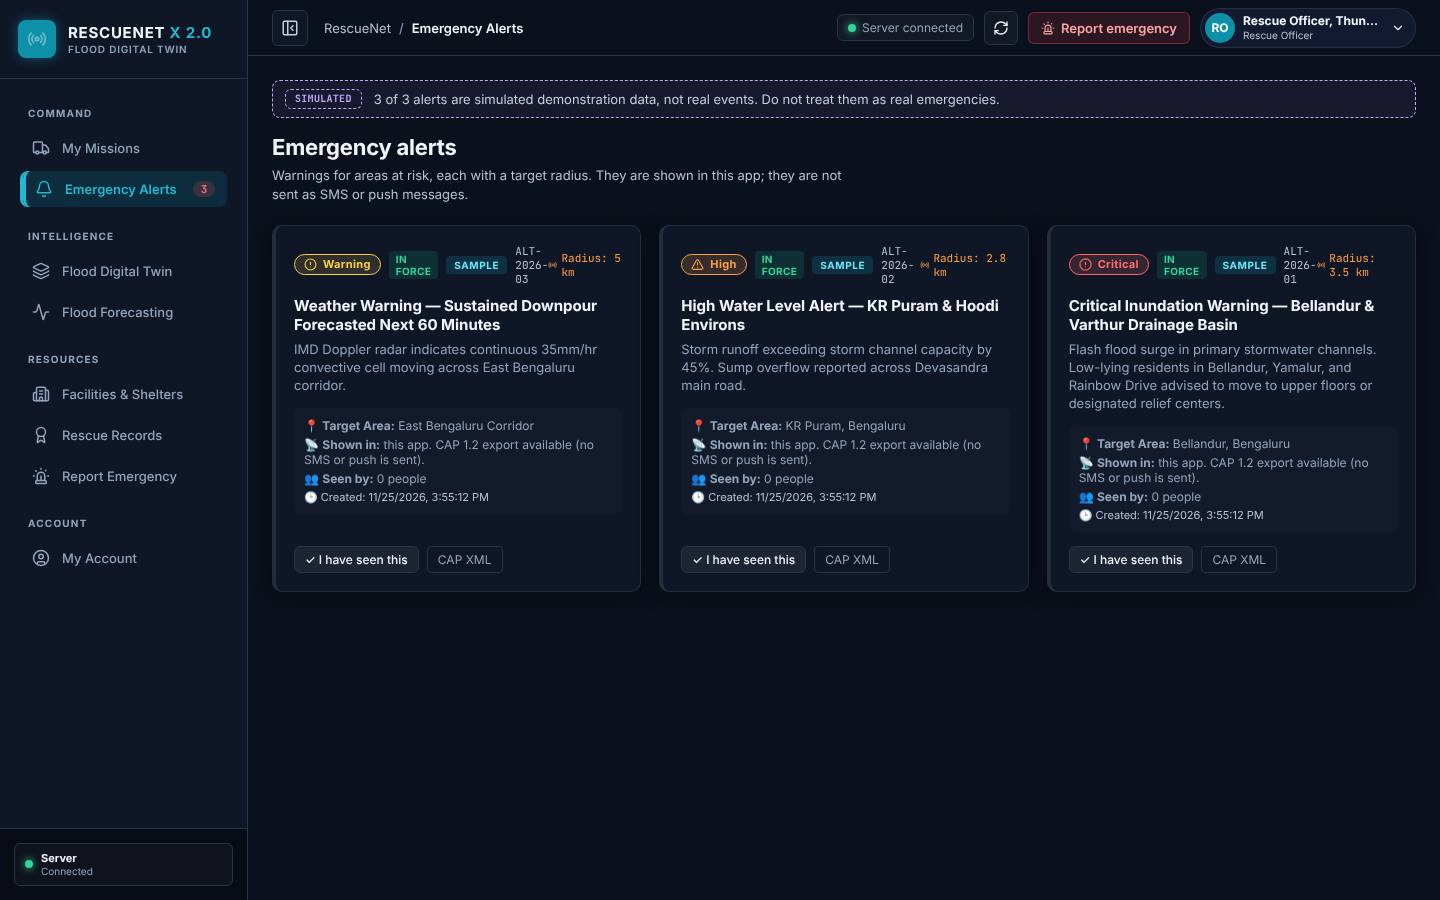 RESCUENET X 2.0
FLOOD DIGITAL TWIN
COMMAND
My Missions
Emergency Alerts 3
INTELLIGENCE
Flood Digital Twin
Flood Forecasting
RESOURCES
Facilities & Shelters
Rescue Records
Report Emergency
ACCOUNT
My Account
Server
Connected
RescueNet / Emergency Alerts
Server connected
Report emergency
RO
Rescue Officer, Thun...
Rescue Officer
SIMULATED 3 of 3 alerts are simulated demonstration data, not real events. Do not treat them as real emergencies.
Emergency alerts
Warnings for areas at risk, each with a target radius. They are shown in this app; they are not
sent as SMS or push messages.
Warning
IN
FORCE
SAMPLE
ALT-
2026-
03
Radius: 5
km
Weather Warning — Sustained Downpour
Forecasted Next 60 Minutes
IMD Doppler radar indicates continuous 35mm/hr
convective cell moving across East Bengaluru
corridor.
📍 Target Area: East Bengaluru Corridor
📡 Shown in: this app. CAP 1.2 export available (no
SMS or push is sent).
👥 Seen by: 0 people
🕒 Created: 11/25/2026, 3:55:12 PM
✓ I have seen this
CAP XML
High
IN
FORCE
SAMPLE
ALT-
2026-
02
Radius: 2.8
km
High Water Level Alert — KR Puram & Hoodi
Environs
Storm runoff exceeding storm channel capacity by
45%. Sump overflow reported across Devasandra
main road.
📍 Target Area: KR Puram, Bengaluru
📡 Shown in: this app. CAP 1.2 export available (no
SMS or push is sent).
👥 Seen by: 0 people
🕒 Created: 11/25/2026, 3:55:12 PM
✓ I have seen this
CAP XML
Critical
IN
FORCE
SAMPLE
ALT-
2026-
01
Radius:
3.5 km
Critical Inundation Warning — Bellandur &
Varthur Drainage Basin
Flash flood surge in primary stormwater channels.
Low-lying residents in Bellandur, Yamalur, and
Rainbow Drive advised to move to upper floors or
designated relief centers.
📍 Target Area: Bellandur, Bengaluru
📡 Shown in: this app. CAP 1.2 export available (no
SMS or push is sent).
👥 Seen by: 0 people
🕒 Created: 11/25/2026, 3:55:12 PM
✓ I have seen this
CAP XML